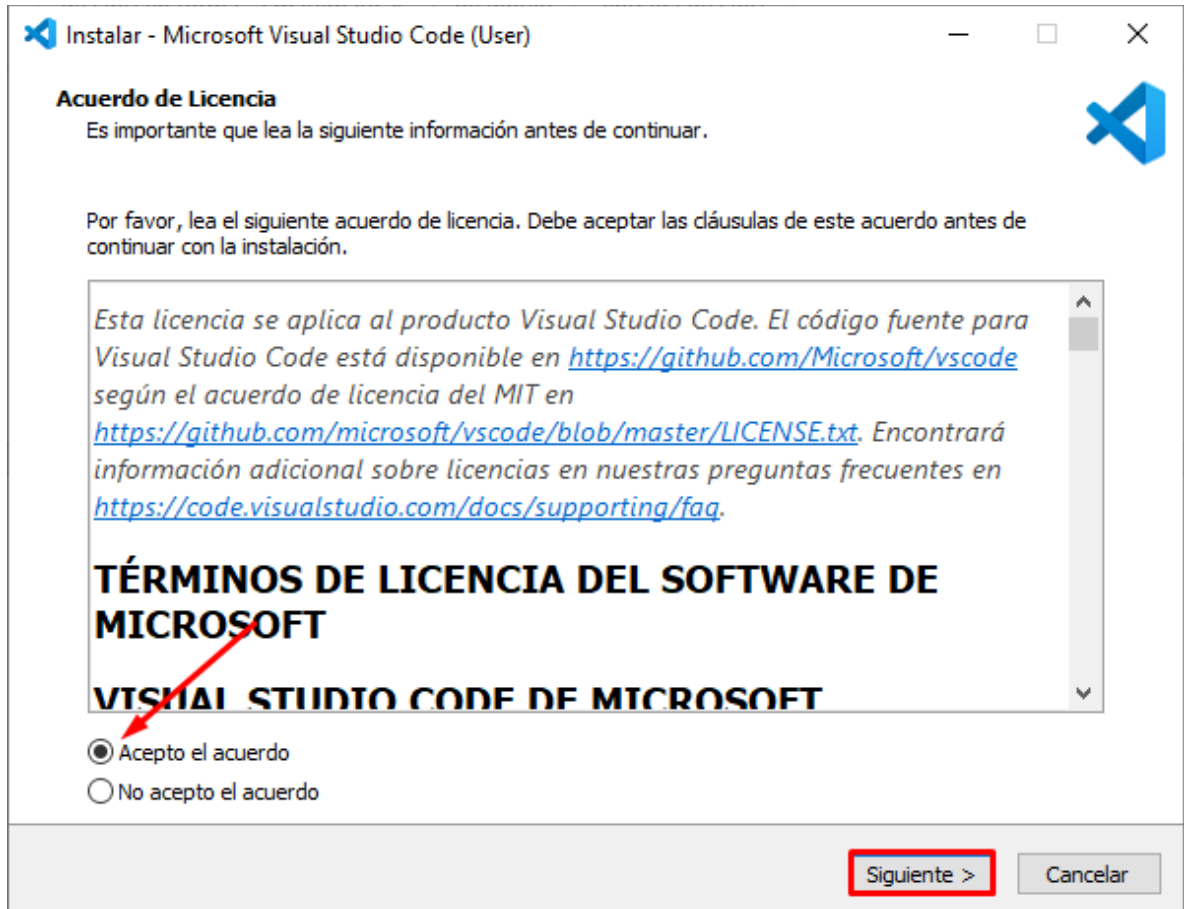 Instalar - Microsoft Visual Studio Code (User)
Acuerdo de Licencia
Es importante que lea la siguiente información antes de continuar.
Por favor, lea el siguiente acuerdo de licencia. Debe aceptar las cláusulas de este acuerdo antes de
continuar con la instalación.
Esta licencia se aplica al producto Visual Studio Code. El código fuente para
Visual Studio Code está disponible en https://github.com/Microsoft/vscode
según el acuerdo de licencia del MIT en
https://github.com/microsoft/vscode/blob/master/LICENSE.txt. Encontrará
información adicional sobre licencias en nuestras preguntas frecuentes en
https://code.visualstudio.com/docs/supporting/faq.
TÉRMINOS DE LICENCIA DEL SOFTWARE DE
MICROSOFT
VISUAL STUDIO CODE DE MICROSOFT
Acepto el acuerdo
No acepto el acuerdo
Siguiente >
Cancelar